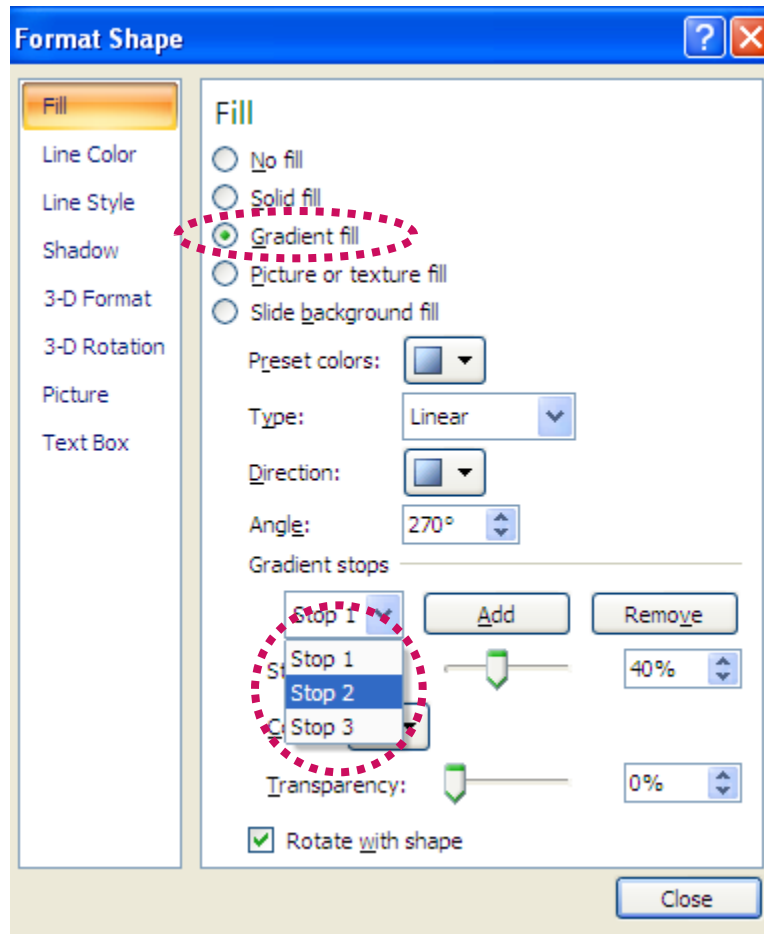 Format Shape
Fill
Line Color
Line Style
Shadow
3-D Format
3-D Rotation
Picture
Text Box
Fill
No fill
Solid fill
Gradient fill
Picture or texture fill
Slide background fill
Preset colors:
Type: Linear
Direction:
Angle: 270°
Gradient stops
Stop 1 Add Remove
Stop 1
Stop 2 40%
Stop 3
Transparency: 0%
Rotate with shape
Close